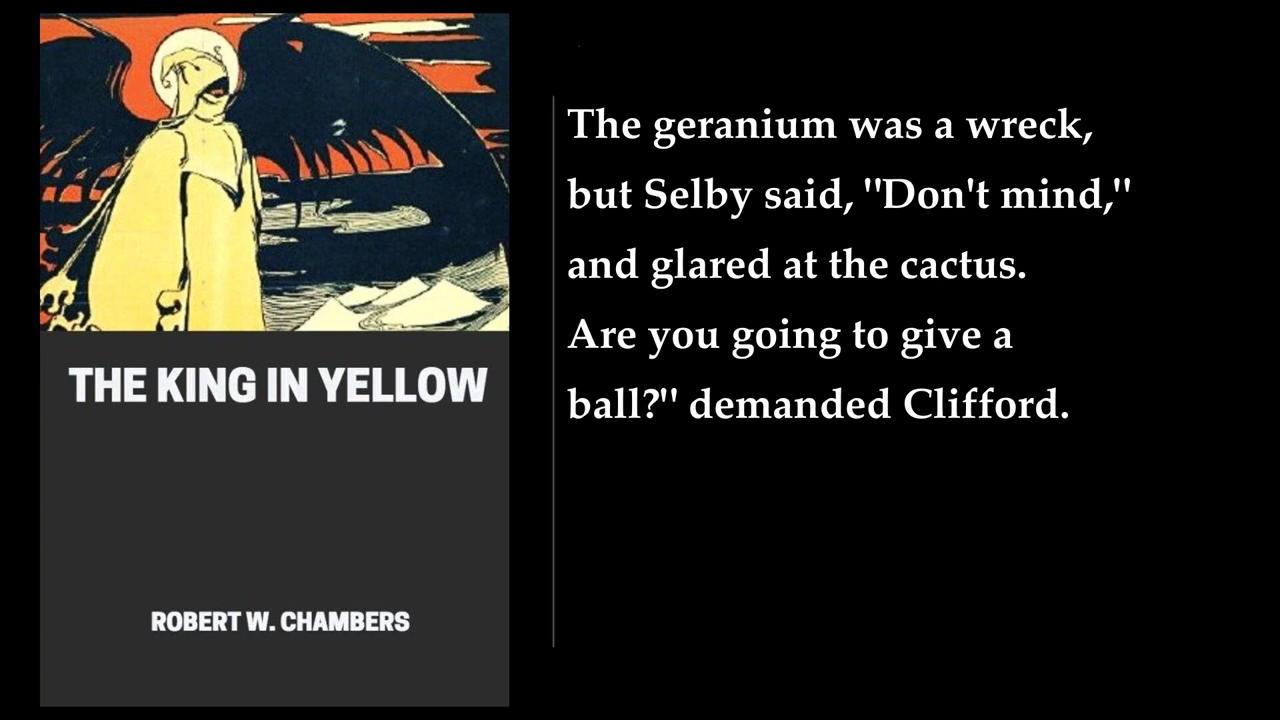 THE KING IN YELLOW
ROBERT W. CHAMBERS
The geranium was a wreck,
but Selby said, "Don't mind,"
and glared at the cactus.
Are you going to give a
ball?" demanded Clifford.